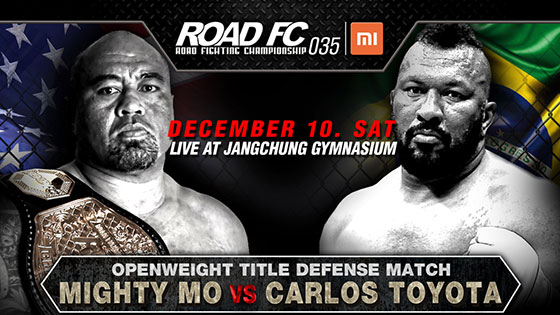 ROAD FC 035
ROAD FIGHTING CHAMPIONSHIP
mi
DECEMBER 10. SAT
LIVE AT JANGCHUNG GYMNASIUM
OPENWEIGHT TITLE DEFENSE MATCH
MIGHTY MO VS CARLOS TOYOTA